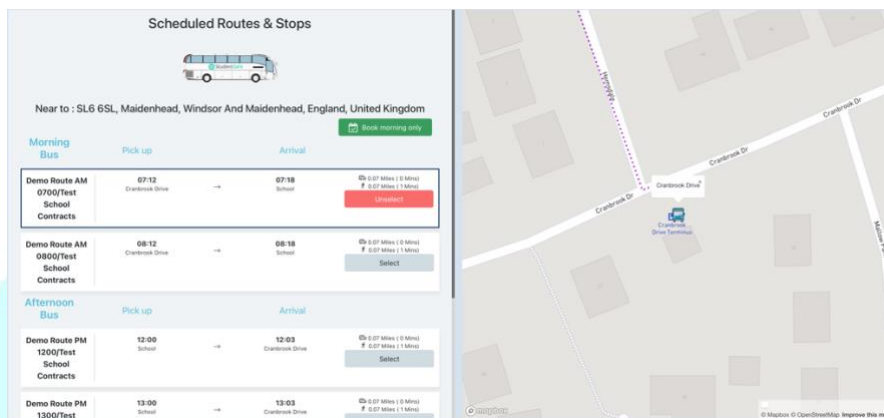 Scheduled Routes & Stops
Near to : SL6 6SL, Maidenhead, Windsor And Maidenhead, England, United Kingdom
Book morning only
Morning
Bus
Pick up
Arrival
Demo Route AM
0700/Test
School
Contracts
07:12
Cranbrook Drive
→
07:18
School
0.07 Miles ( 0 Mins)
0.07 Miles ( 1 Mins)
Unselect
Demo Route AM
0800/Test
School
Contracts
08:12
Cranbrook Drive
→
08:18
School
0.07 Miles ( 0 Mins)
0.07 Miles ( 1 Mins)
Select
Afternoon
Bus
Pick up
Arrival
Demo Route PM
1200/Test
School
Contracts
12:00
School
→
12:03
Cranbrook Drive
0.07 Miles ( 0 Mins)
0.07 Miles ( 1 Mins)
Select
Demo Route PM
1300/Test
13:00
School
→
13:03
Cranbrook Drive
0.07 Miles ( 0 Mins)
0.07 Miles ( 1 Mins)
Cranbrook Dr
Cranbrook Dr
Cranbrook Dr
Cranbrook Drive
Cranbrook
Drive Terminus
mapbox
© Mapbox © OpenStreetMap Improve this m